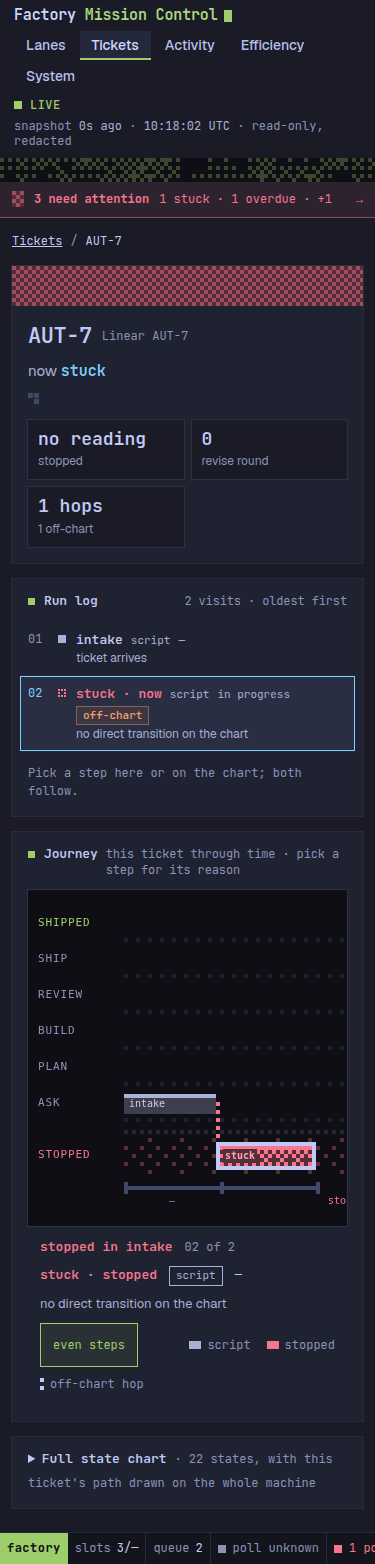 Factory Mission Control
Lanes Tickets Activity Efficiency
System
LIVE
snapshot 0s ago · 10:18:02 UTC · read-only,
redacted
3 need attention 1 stuck · 1 overdue · +1 →
Tickets / AUT-7
AUT-7 Linear AUT-7
now stuck
no reading
stopped
0
revise round
1 hops
1 off-chart
Run log 2 visits · oldest first
01 intake script —
ticket arrives
02 stuck · now script in progress
off-chart
no direct transition on the chart
Pick a step here or on the chart; both
follow.
Journey this ticket through time · pick a
step for its reason
SHIPPED
SHIP
REVIEW
BUILD
PLAN
ASK
intake
STOPPED
stuck
— sto
stopped in intake 02 of 2
stuck · stopped script —
no direct transition on the chart
even steps script stopped
off-chart hop
▶ Full state chart · 22 states, with this
ticket's path drawn on the whole machine
factory slots 3/— queue 2 poll unknown 1 po